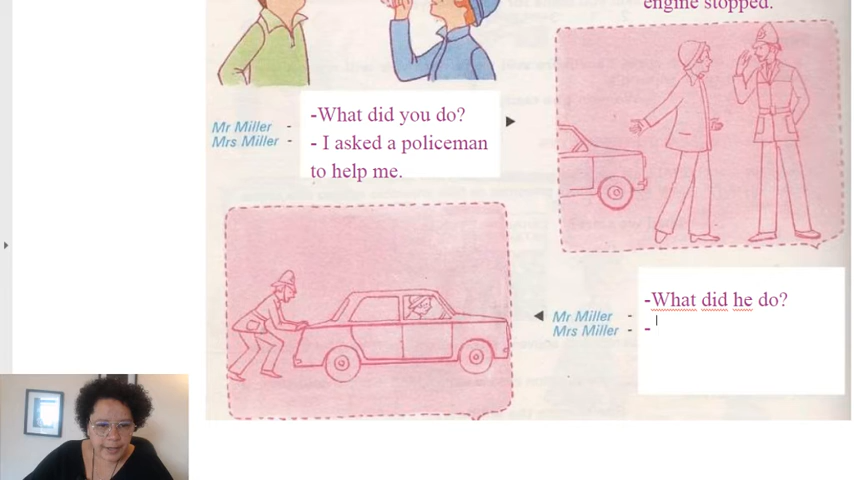 engine stopped.
Mr Miller -
Mrs Miller -
-What did you do?
- I asked a policeman
to help me.
Mr Miller -
Mrs Miller -
-What did he do?
-